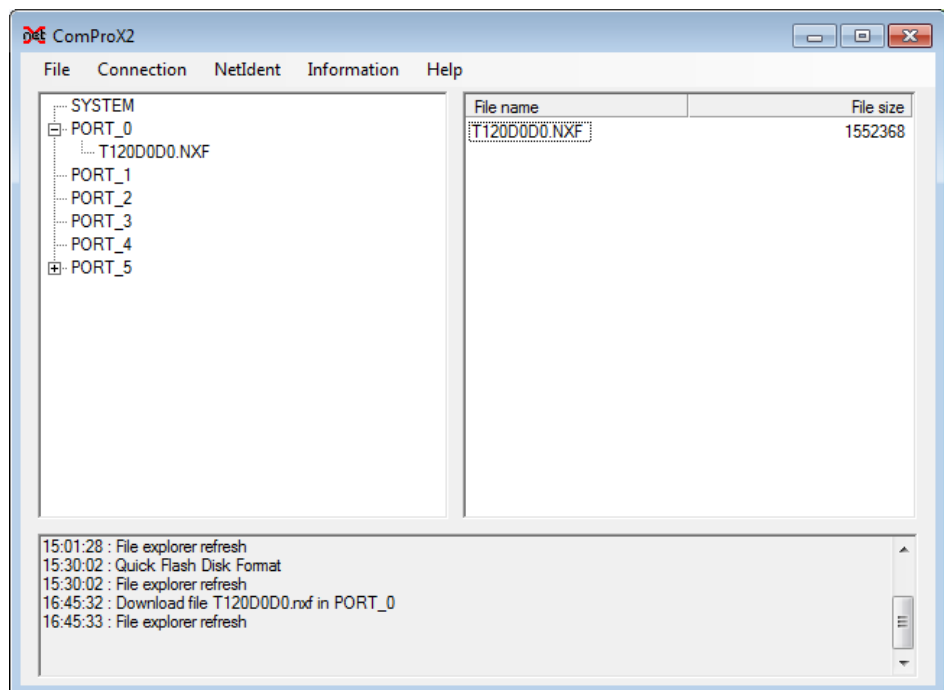 net ComProX2
File Connection NetIdent Information Help
SYSTEM
PORT_0
T120D0D0.NXF
PORT_1
PORT_2
PORT_3
PORT_4
PORT_5
File name File size
T120D0D0.NXF 1552368
15:01:28 : File explorer refresh
15:30:02 : Quick Flash Disk Format
15:30:02 : File explorer refresh
16:45:32 : Download file T120D0D0.nxf in PORT_0
16:45:33 : File explorer refresh